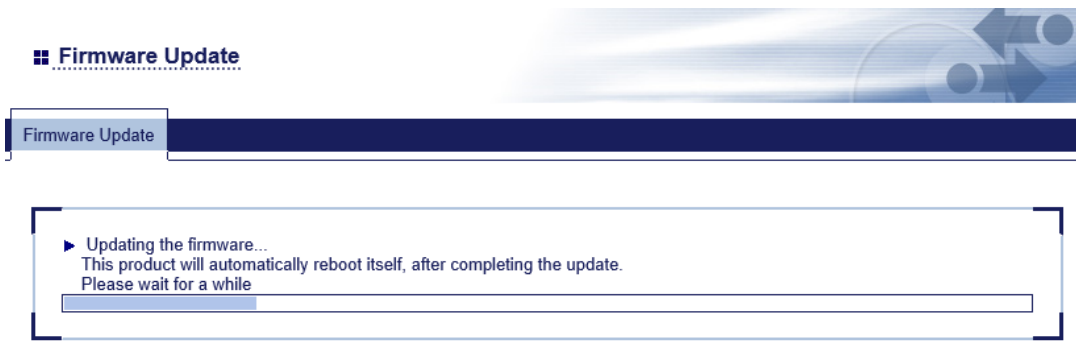 Firmware Update
Firmware Update
Updating the firmware...
This product will automatically reboot itself, after completing the update.
Please wait for a while